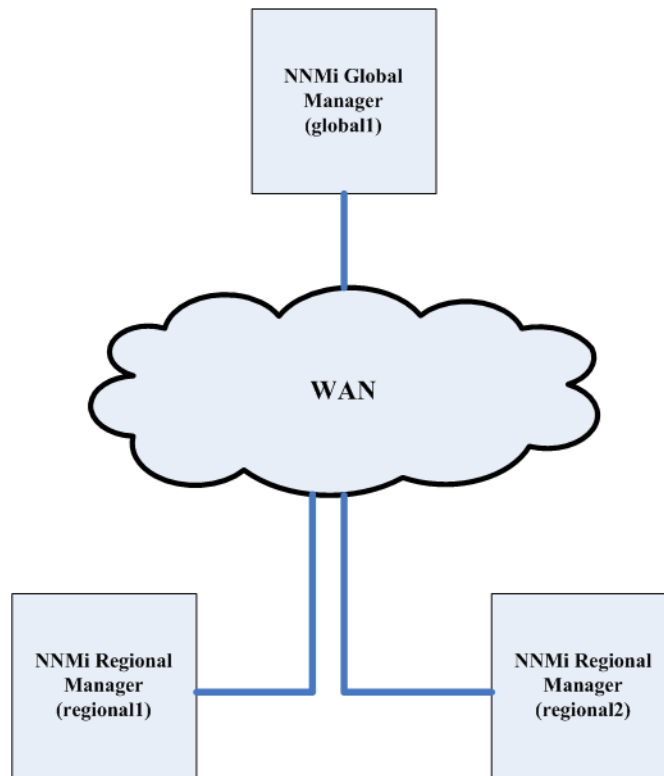 NNMi Global
Manager
(global1)
WAN
NNMi Regional
Manager
(regional1)
NNMi Regional
Manager
(regional2)